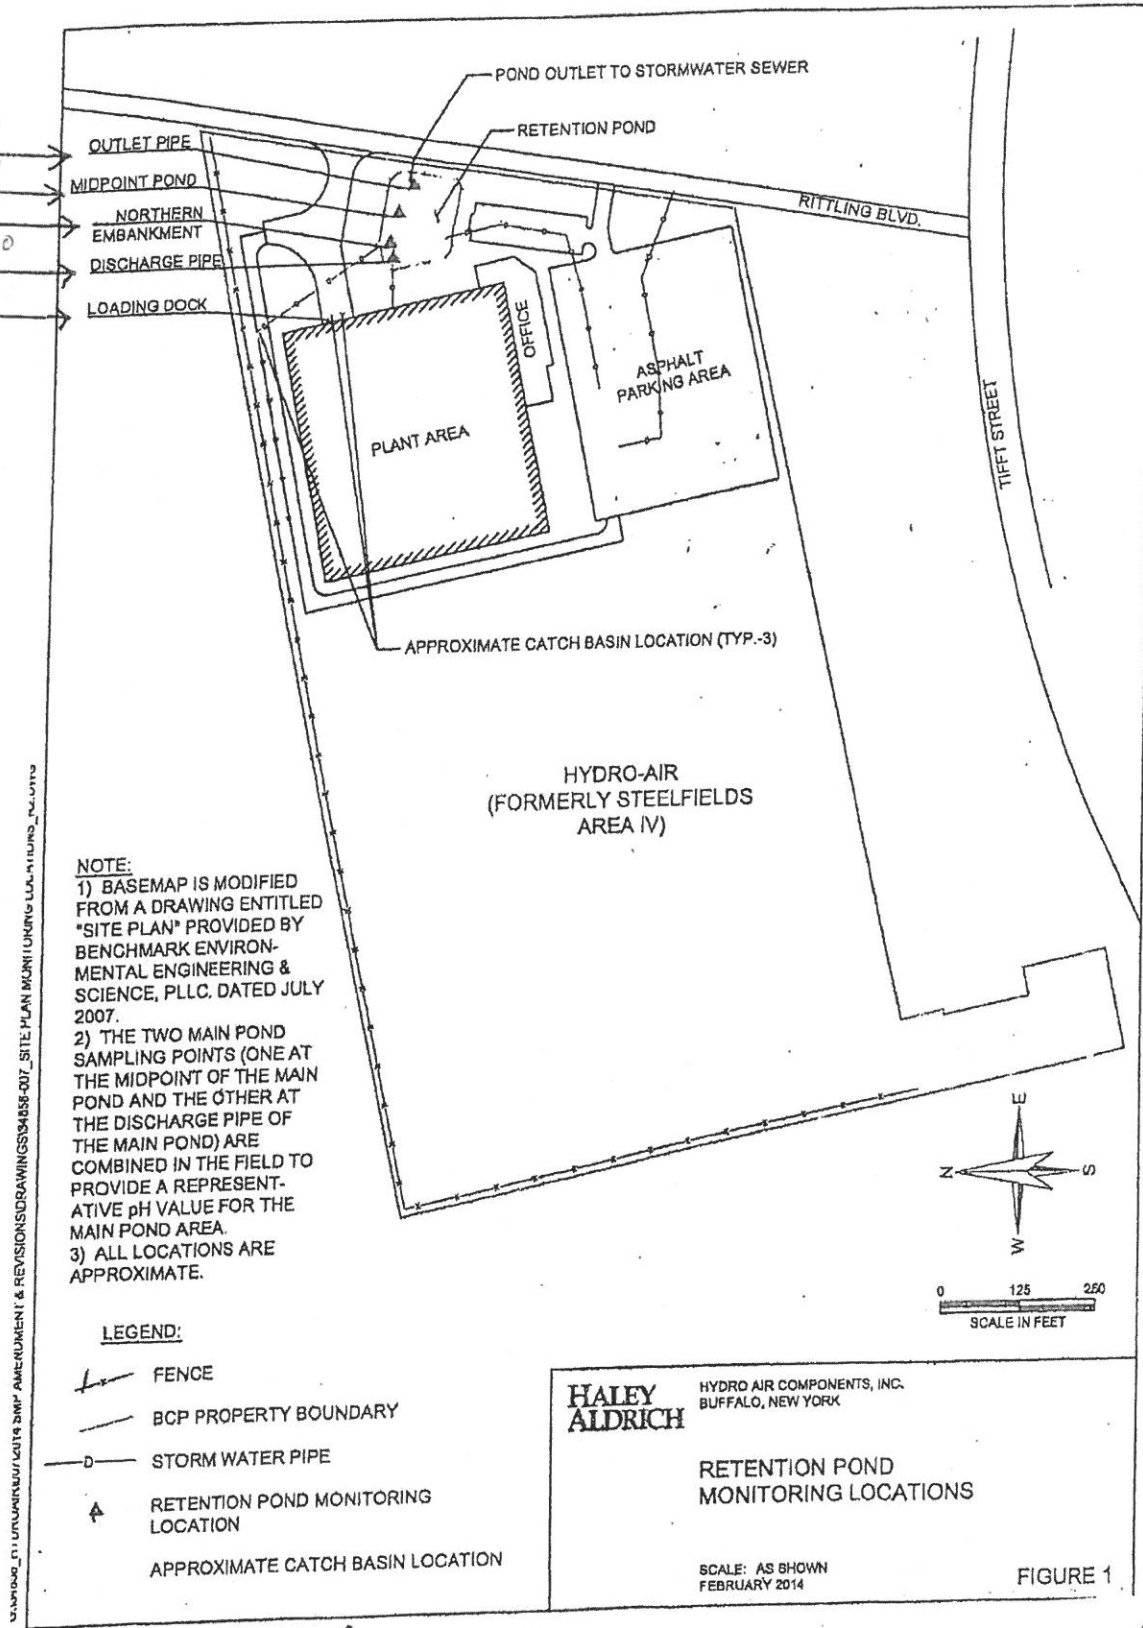 POND OUTLET TO STORMWATER SEWER
RETENTION POND
OUTLET PIPE
MIDPOINT POND
NORTHERN
EMBANKMENT
DISCHARGE PIPE
LOADING DOCK
RITTLING BLVD.
OFFICE
ASPHALT
PARKING AREA
PLANT AREA
TIFFT STREET
APPROXIMATE CATCH BASIN LOCATION (TYP.-3)
HYDRO-AIR
(FORMERLY STEELFIELDS
AREA IV)
NOTE:
1) BASEMAP IS MODIFIED
FROM A DRAWING ENTITLED
"SITE PLAN" PROVIDED BY
BENCHMARK ENVIRON-
MENTAL ENGINEERING &
SCIENCE, PLLC. DATED JULY
2007.
2) THE TWO MAIN POND
SAMPLING POINTS (ONE AT
THE MIDPOINT OF THE MAIN
POND AND THE OTHER AT
THE DISCHARGE PIPE OF
THE MAIN POND) ARE
COMBINED IN THE FIELD TO
PROVIDE A REPRESENT-
ATIVE pH VALUE FOR THE
MAIN POND AREA.
3) ALL LOCATIONS ARE
APPROXIMATE.
N
E
S
W
0 125 250
SCALE IN FEET
LEGEND:
FENCE
BCP PROPERTY BOUNDARY
STORM WATER PIPE
RETENTION POND MONITORING
LOCATION
APPROXIMATE CATCH BASIN LOCATION
HALEY
ALDRICH
HYDRO AIR COMPONENTS, INC.
BUFFALO, NEW YORK
RETENTION POND
MONITORING LOCATIONS
SCALE: AS SHOWN
FEBRUARY 2014
FIGURE 1